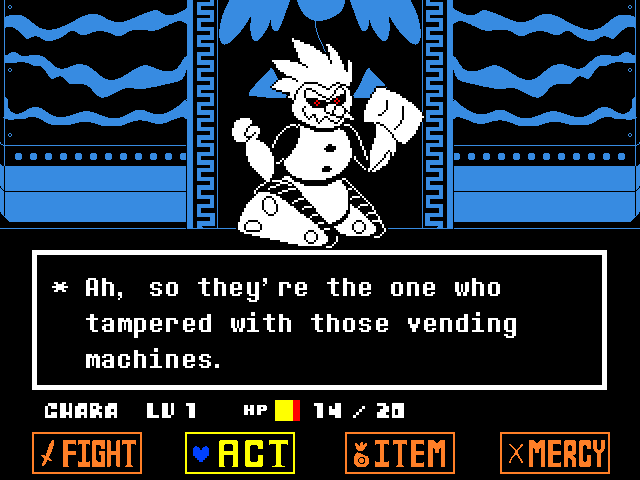 * Ah, so they're the one who
tampered with those vending
machines.
CHARA LV 1 HP 14 / 20
FIGHT ACT ITEM MERCY